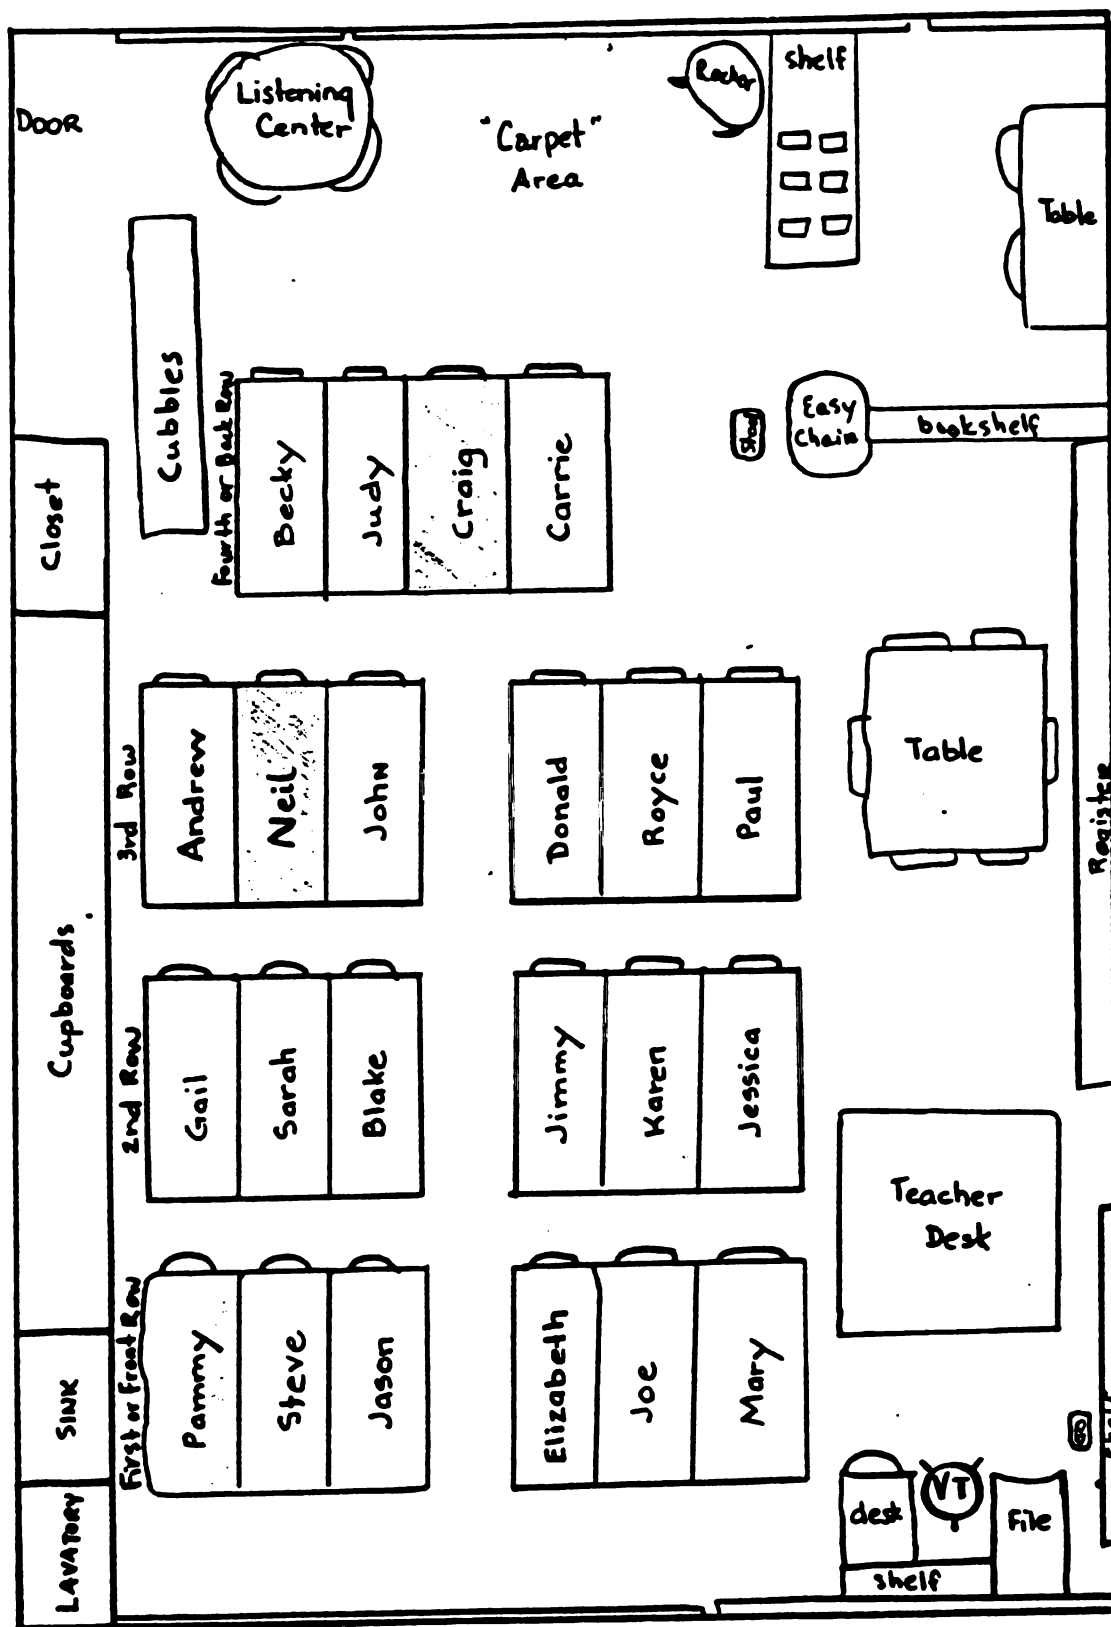 DOOR
Listening
Center
"Carpet"
Area
Rocker
shelf
Table
Cubbles
Fourth or Back Row
Becky
Judy
Craig
Carrie
Easy
Chair
bookshelf
Closet
3rd Row
Andrew
Neil
John
Donald
Royce
Paul
Table
Register
Cupboards
2nd Row
Gail
Sarah
Blake
Jimmy
Karen
Jessica
Teacher
Desk
First or Front Row
Pammy
Steve
Jason
Elizabeth
Joe
Mary
SINK
LAVATORY
desk
VT
File
shelf